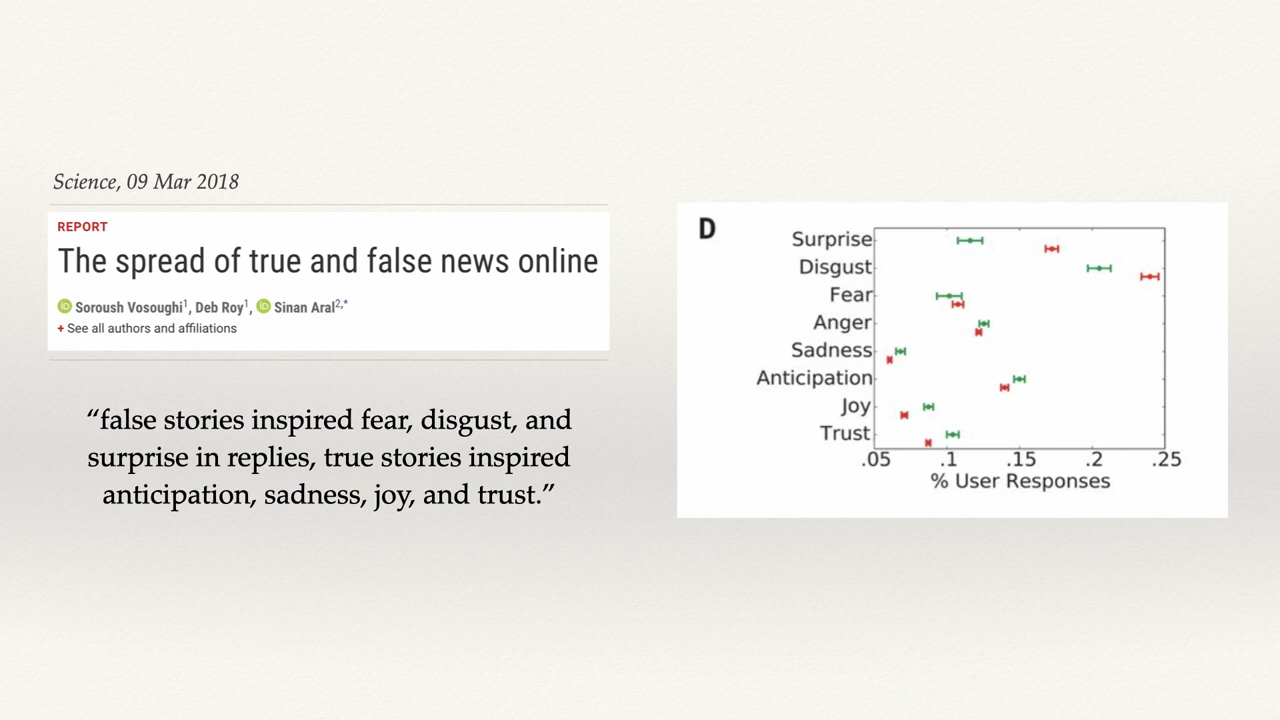 Science, 09 Mar 2018
REPORT
The spread of true and false news online
iD Soroush Vosoughi1, Deb Roy1, iD Sinan Aral2,*
+ See all authors and affiliations
“false stories inspired fear, disgust, and
surprise in replies, true stories inspired
anticipation, sadness, joy, and trust.”
D
Surprise
Disgust
Fear
Anger
Sadness
Anticipation
Joy
Trust
.05 .1 .15 .2 .25
% User Responses